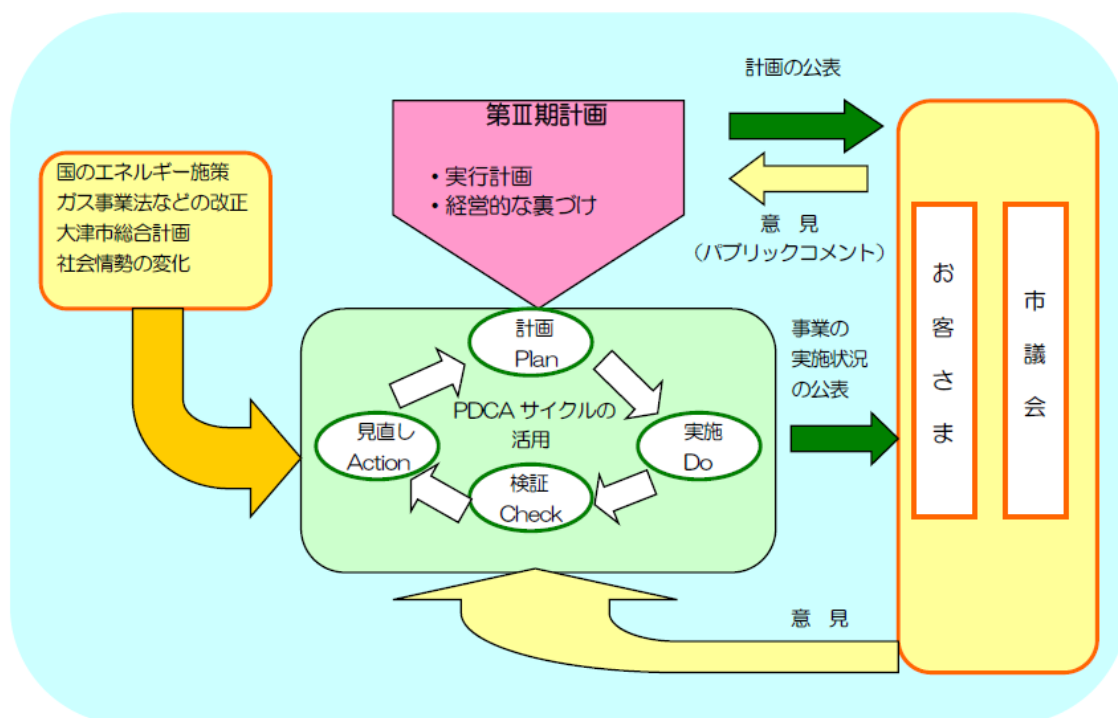 計画の公表
第Ⅲ期計画
・実行計画
・経営的な裏づけ
意 見
（パブリックコメント）
国のエネルギー施策
ガス事業法などの改正
大津市総合計画
社会情勢の変化
計画
Plan
PDCA サイクルの
活用
見直し
Action
実施
Do
検証
Check
事業の
実施状況
の公表
お客さま
市議会
意 見